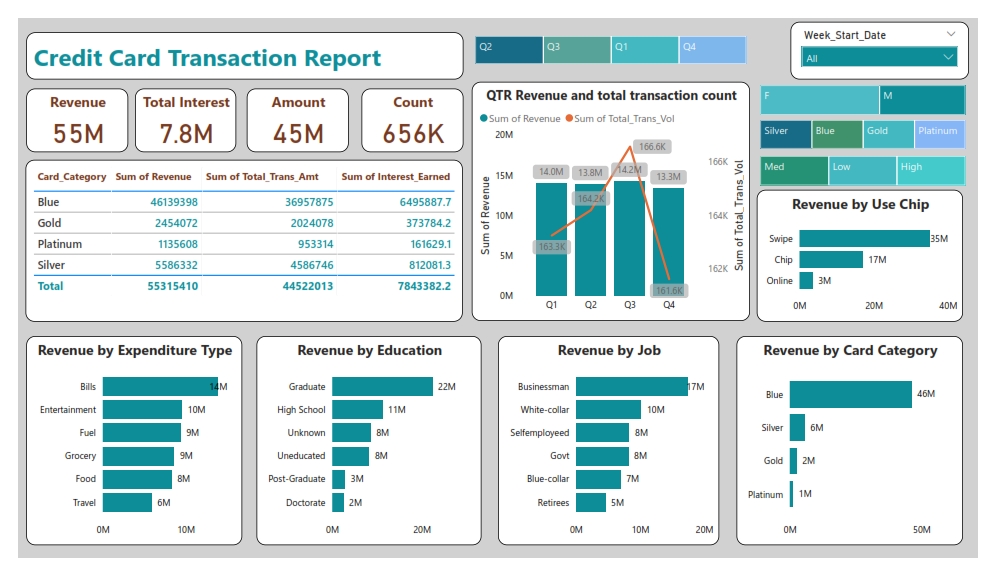 Credit Card Transaction Report
Q2 Q3 Q1 Q4
Week_Start_Date
All
Revenue
55M
Total Interest
7.8M
Amount
45M
Count
656K
F M
Silver Blue Gold Platinum
Med Low High
Card_Category Sum of Revenue Sum of Total_Trans_Amt Sum of Interest_Earned
Blue 46139398 36957875 6495887.7
Gold 2454072 2024078 373784.2
Platinum 1135608 953314 161629.1
Silver 5586332 4586746 812081.3
Total 55315410 44522013 7843382.2
QTR Revenue and total transaction count
Sum of Revenue Sum of Total_Trans_Vol
Sum of Revenue
20M
15M
10M
5M
0M
14.0M 13.8M 14.2M 13.3M
163.3K 164.2K 166.6K 161.6K
Q1 Q2 Q3 Q4
166K
164K
162K
Sum of Total_Trans_Vol
Revenue by Use Chip
Swipe 35M
Chip 17M
Online 3M
0M 20M 40M
Revenue by Expenditure Type
Bills 14M
Entertainment 10M
Fuel 9M
Grocery 9M
Food 8M
Travel 6M
0M 10M
Revenue by Education
Graduate 22M
High School 11M
Unknown 8M
Uneducated 8M
Post-Graduate 3M
Doctorate 2M
0M 20M
Revenue by Job
Businessman 17M
White-collar 10M
Selfemployeed 8M
Govt 8M
Blue-collar 7M
Retirees 5M
0M 10M 20M
Revenue by Card Category
Blue 46M
Silver 6M
Gold 2M
Platinum 1M
0M 50M